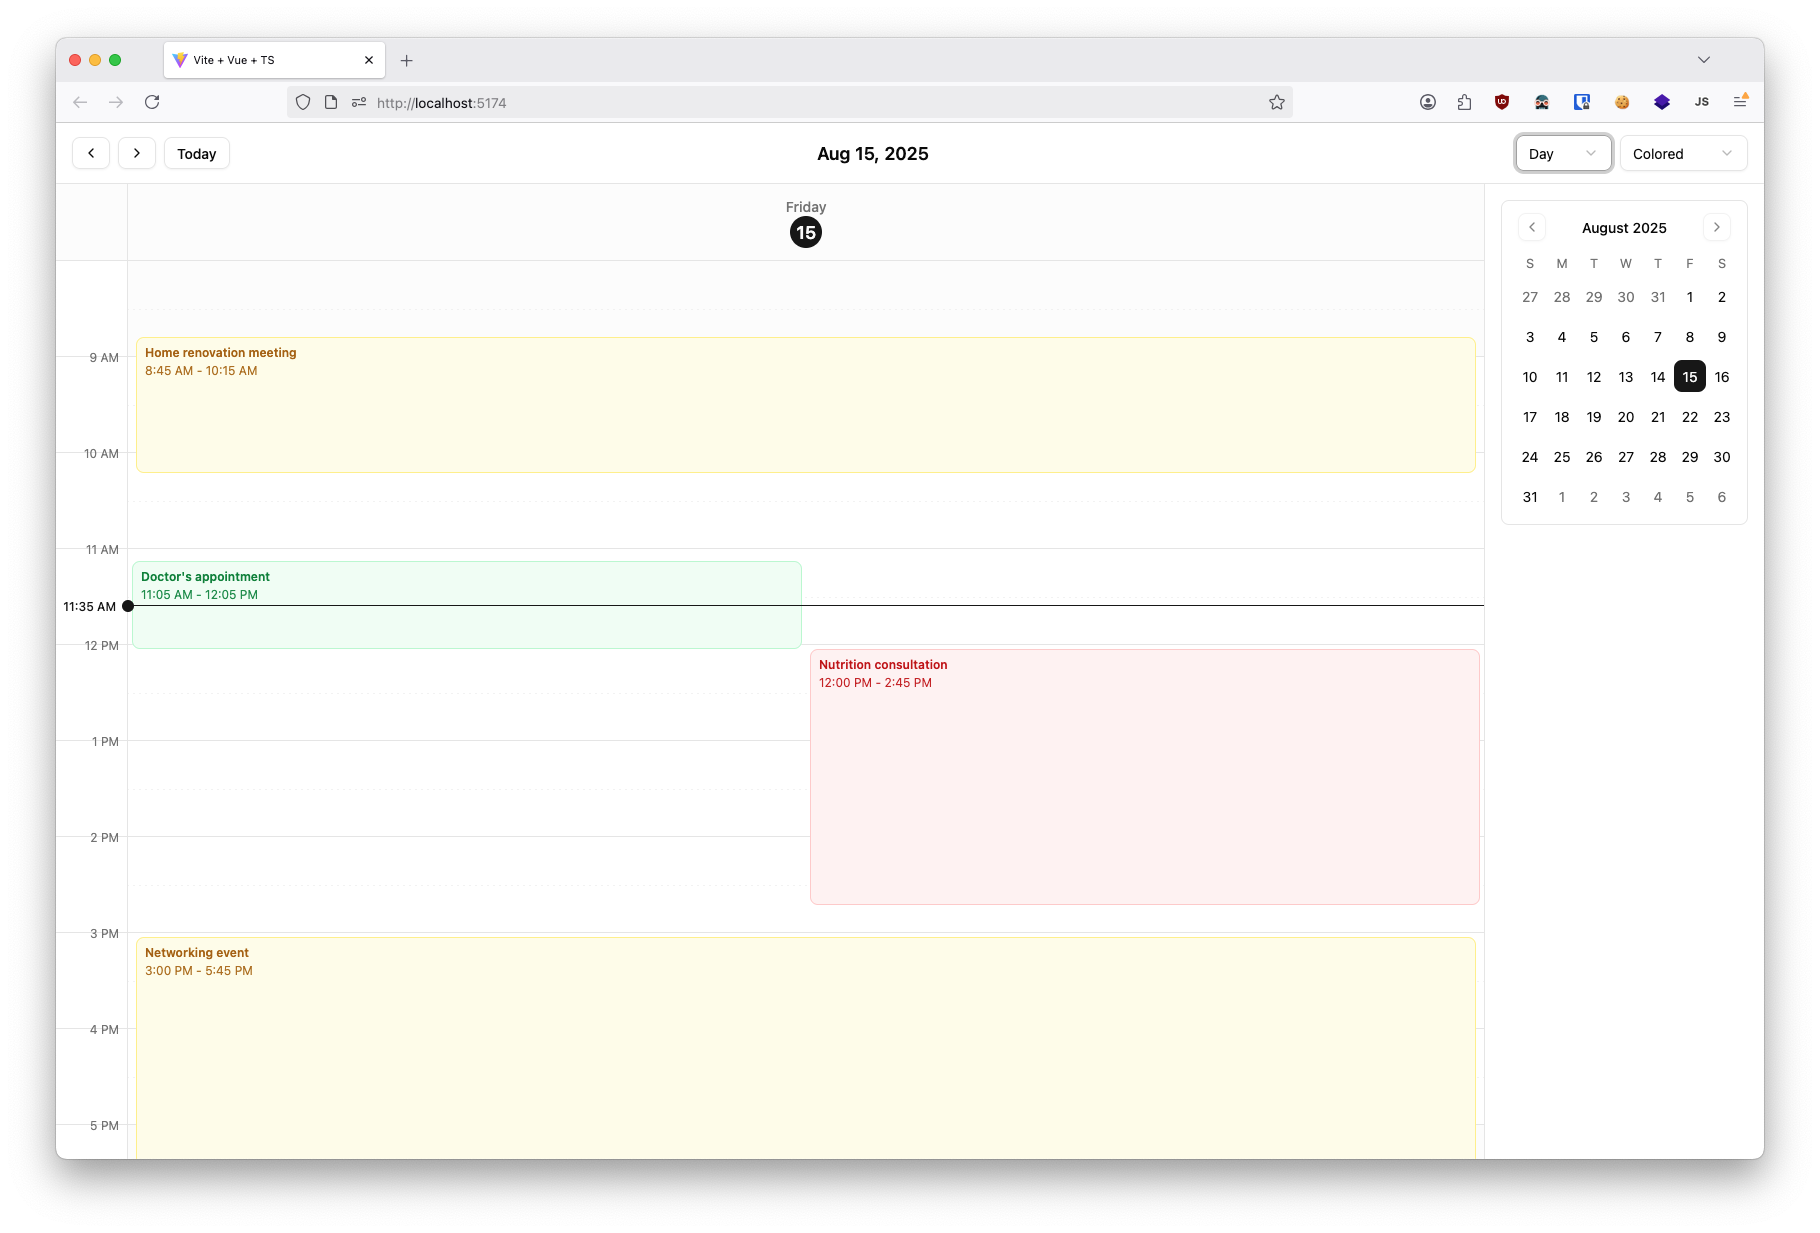 Vite + Vue + TS
http://localhost:5174
JS
Today
Aug 15, 2025
Day
Colored
Friday
15
August 2025
S M T W T F S
27 28 29 30 31 1 2
3 4 5 6 7 8 9
10 11 12 13 14 15 16
17 18 19 20 21 22 23
24 25 26 27 28 29 30
31 1 2 3 4 5 6
9 AM
Home renovation meeting
8:45 AM - 10:15 AM
10 AM
11 AM
Doctor's appointment
11:05 AM - 12:05 PM
11:35 AM
12 PM
Nutrition consultation
12:00 PM - 2:45 PM
1 PM
2 PM
3 PM
Networking event
3:00 PM - 5:45 PM
4 PM
5 PM